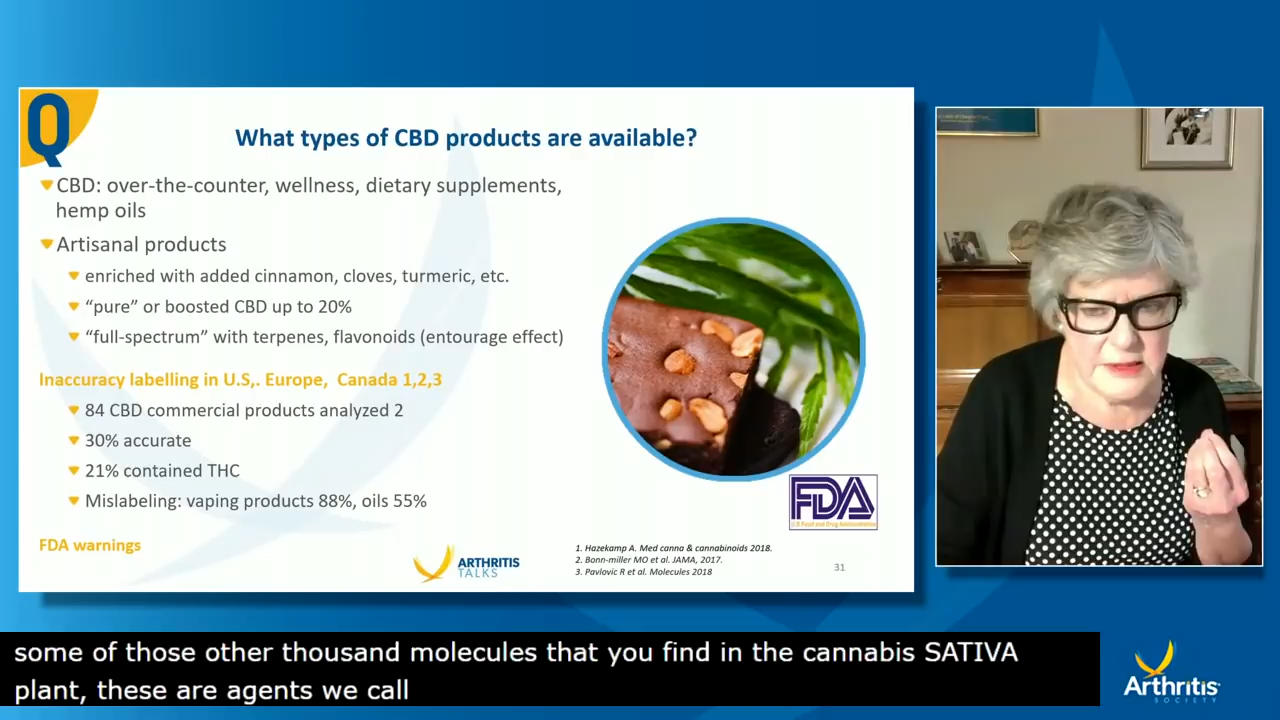 Q
What types of CBD products are available?
CBD: over-the-counter, wellness, dietary supplements,
hemp oils
Artisanal products
enriched with added cinnamon, cloves, turmeric, etc.
“pure” or boosted CBD up to 20%
“full-spectrum” with terpenes, flavonoids (entourage effect)
Inaccuracy labelling in U.S,. Europe, Canada 1,2,3
84 CBD commercial products analyzed 2
30% accurate
21% contained THC
Mislabeling: vaping products 88%, oils 55%
FDA warnings
FDA
U.S Food and Drug Administration
ARTHRITIS
TALKS
1. Hazekamp A. Med canna & cannabinoids 2018.
2. Bonn-miller MO et al. JAMA, 2017.
3. Pavlovic R et al. Molecules 2018
31
some of those other thousand molecules that you find in the cannabis SATIVA
plant, these are agents we call
Arthritis
SOCIETY